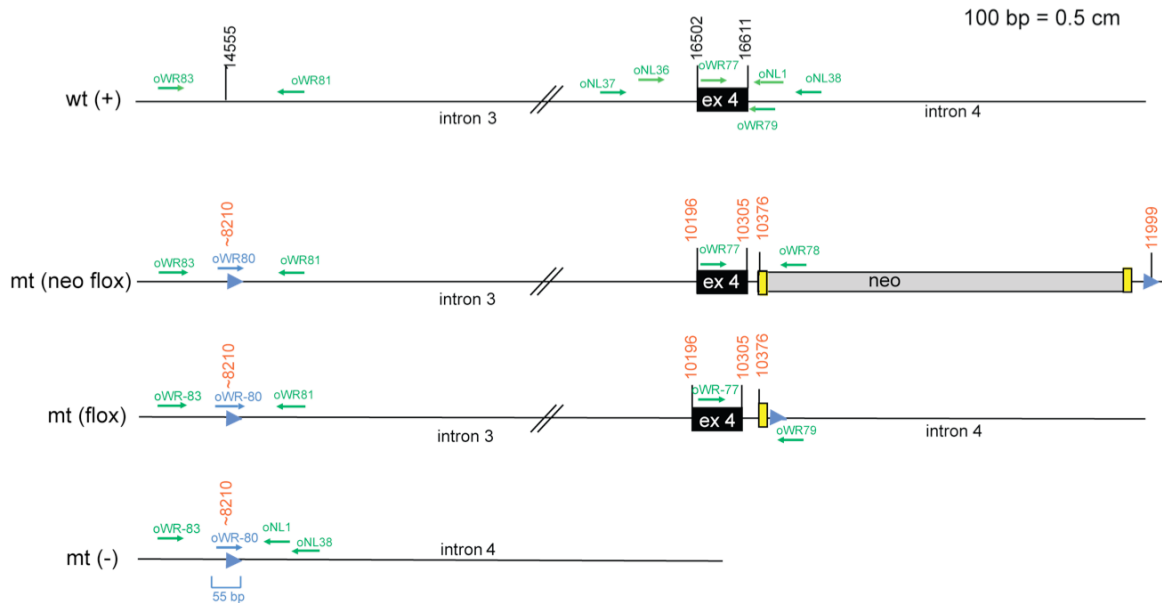 100 bp = 0.5 cm
14555
16502
16611
oWR83
oWR81
oNL37
oNL36
oWR77
oNL1
oNL38
wt (+)
ex 4
intron 3
oWR79
intron 4
~8210
10196
10305
10376
11999
oWR83
oWR80
oWR81
oWR77
oWR78
mt (neo flox)
ex 4
neo
intron 3
~8210
10196
10305
10376
oWR-83
oWR-80
oWR81
oWR-77
mt (flox)
ex 4
intron 3
oWR79
intron 4
~8210
oWR-83
oWR-80
oNL1
oNL38
mt (-)
intron 4
55 bp